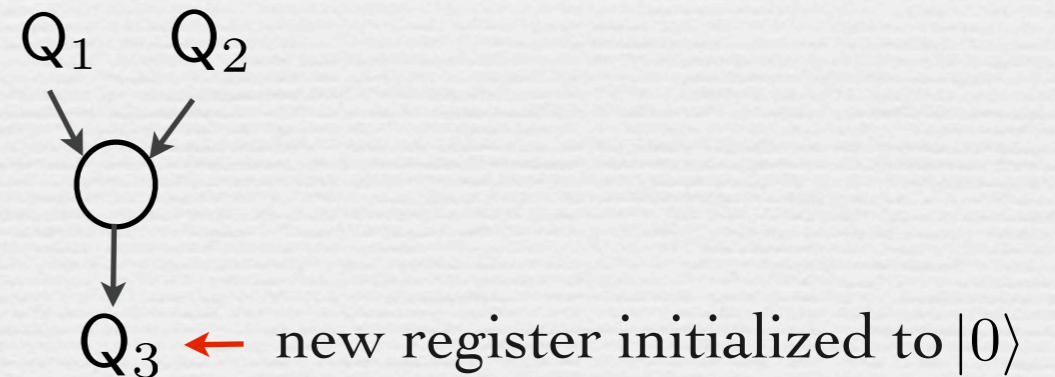 Q₁ Q₂
Q₃ ← new register initialized to |0⟩